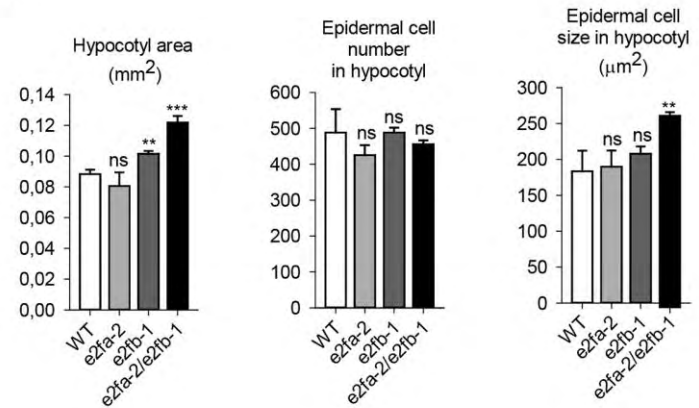 Hypocotyl area
(mm2)
0,14
0,12
0,10
0,08
0,06
0,04
0,02
0,00
ns
**
***
WT
e2fa-2
e2fb-1
e2fa-2/e2fb-1
Epidermal cell
number
in hypocotyl
600
500
400
300
200
100
0
ns
ns
ns
WT
e2fa-2
e2fb-1
e2fa-2/e2fb-1
Epidermal cell
size in hypocotyl
(µm2)
300
250
200
150
100
50
0
ns
ns
**
WT
e2fa-2
e2fb-1
e2fa-2/e2fb-1